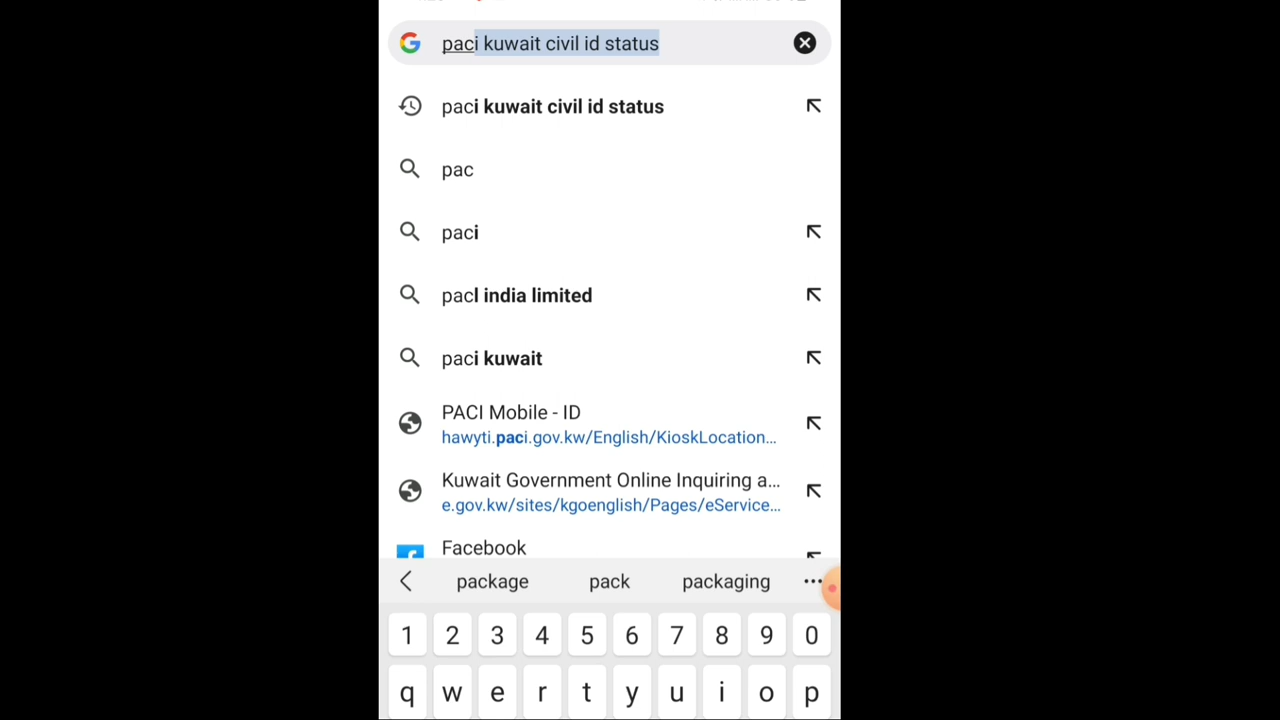 paci kuwait civil id status
paci kuwait civil id status
pac
paci
pacl india limited
paci kuwait
PACI Mobile - ID
hawyti.paci.gov.kw/English/KioskLocation...
Kuwait Government Online Inquiring a...
e.gov.kw/sites/kgoenglish/Pages/eService...
Facebook
package pack packaging
1 2 3 4 5 6 7 8 9 0
q w e r t y u i o p